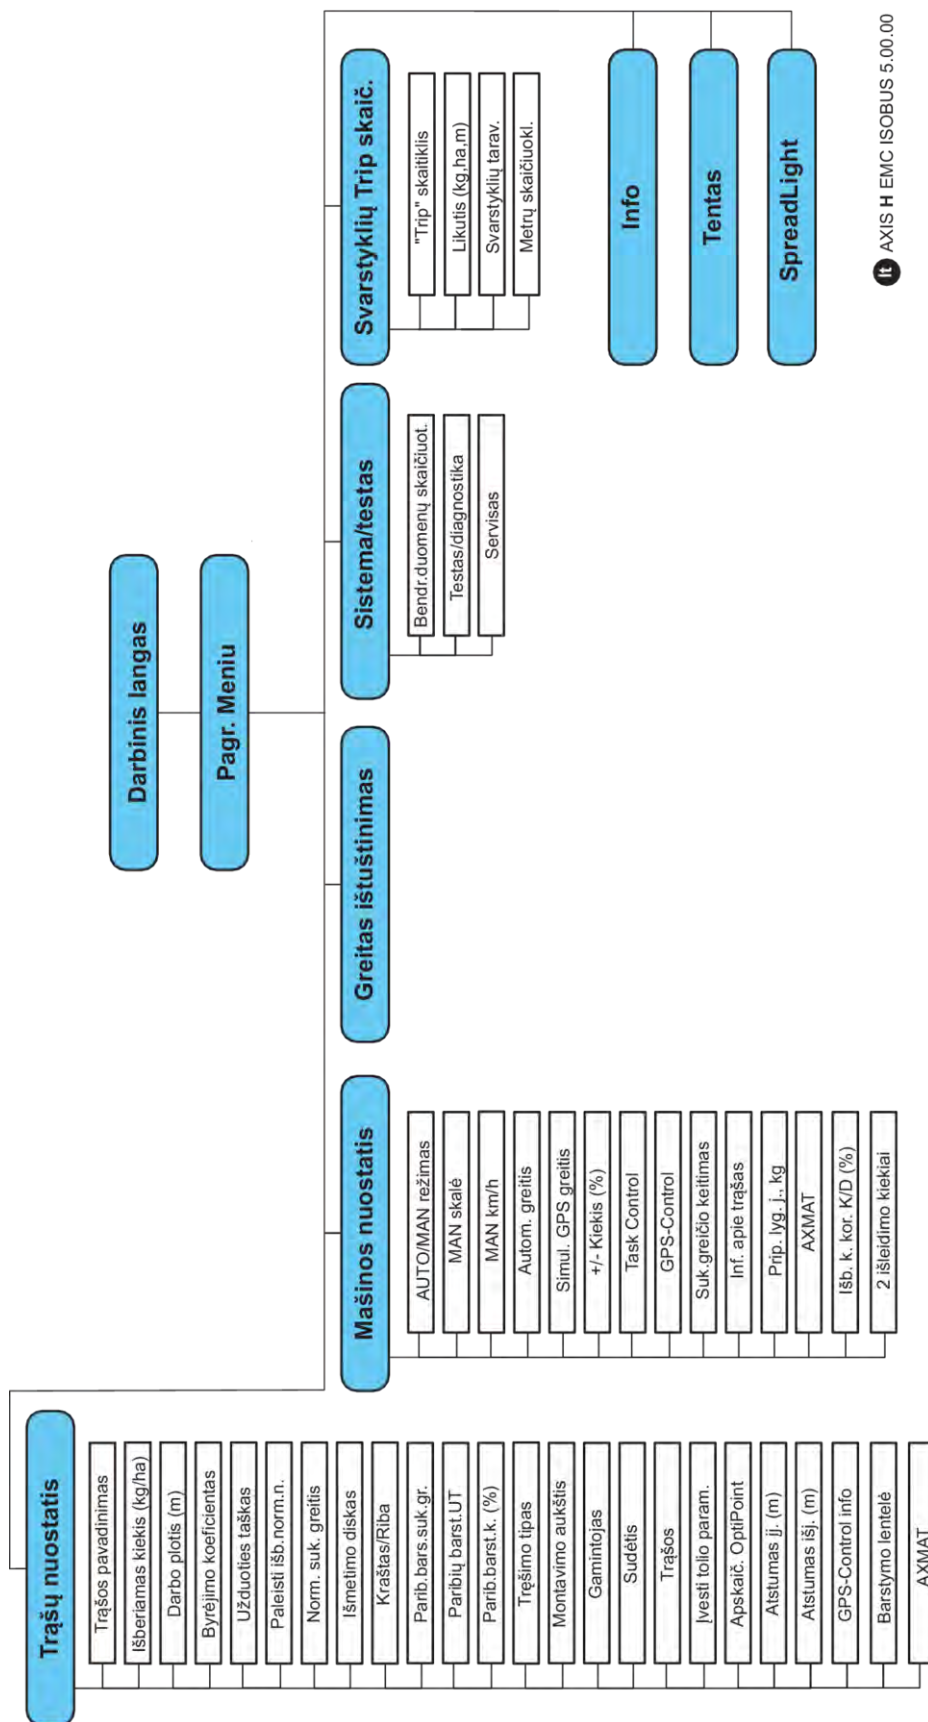 Darbinis langas
Pagr. Meniu
Trąšų nuostatis
Trąšos pavadinimas
Išberiamas kiekis (kg/ha)
Darbo plotis (m)
Byrėjimo koeficientas
Užduoties taškas
Paleisti išb.norm.n.
Norm. suk. greitis
Išmetimo diskas
Kraštas/Riba
Parib.bars.suk.gr.
Paribių barst.UT
Parib.barst.k. (%)
Tręšimo tipas
Montavimo aukštis
Gamintojas
Sudėtis
Trąšos
Įvesti tolio param.
Apskaič. OptiPoint
Atstumas įj. (m)
Atstumas išj. (m)
GPS-Control info
Barstymo lentelė
AXMAT
Mašinos nuostatis
AUTO/MAN režimas
MAN skalė
MAN km/h
Autom. greitis
Simul. GPS greitis
+/- Kiekis (%)
Task Control
GPS-Control
Suk.greičio keitimas
Inf. apie trąšas
Prip. lyg. j., kg
AXMAT
Išb. k. kor. K/D (%)
2 išleidimo kiekiai
Greitas ištuštinimas
Sistema/testas
Bendr.duomenų skaičiuot.
Testas/diagnostika
Servisas
Svarstyklių Trip skaič.
"Trip" skaitiklis
Likutis (kg,ha,m)
Svarstyklių tarav.
Metrų skaičiuokl.
Info
Tentas
SpreadLight
lt AXIS H EMC ISOBUS 5.00.00